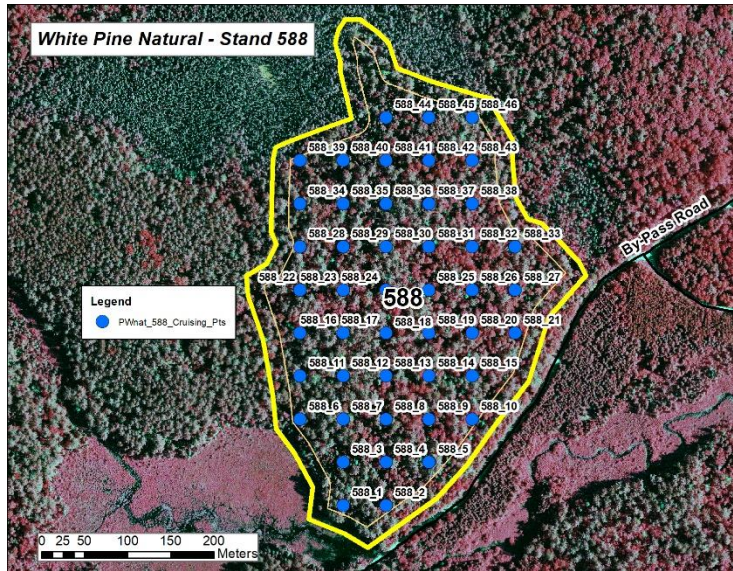 White Pine Natural - Stand 588
588_44 588_45 588_46
588_39 588_40 588_41 588_42 588_43
588_34 588_35 588_36 588_37 588_38
588_28 588_29 588_30 588_31 588_32 588_33
By-Pass Road
588_22 588_23 588_24 588_25 588_26 588_27
588
Legend
PWnat_588_Cruising_Pts
588_16 588_17 588_18 588_19 588_20 588_21
588_11 588_12 588_13 588_14 588_15
588_6 588_7 588_8 588_9 588_10
588_3 588_4 588_5
588_1 588_2
0 25 50 100 150 200
Meters